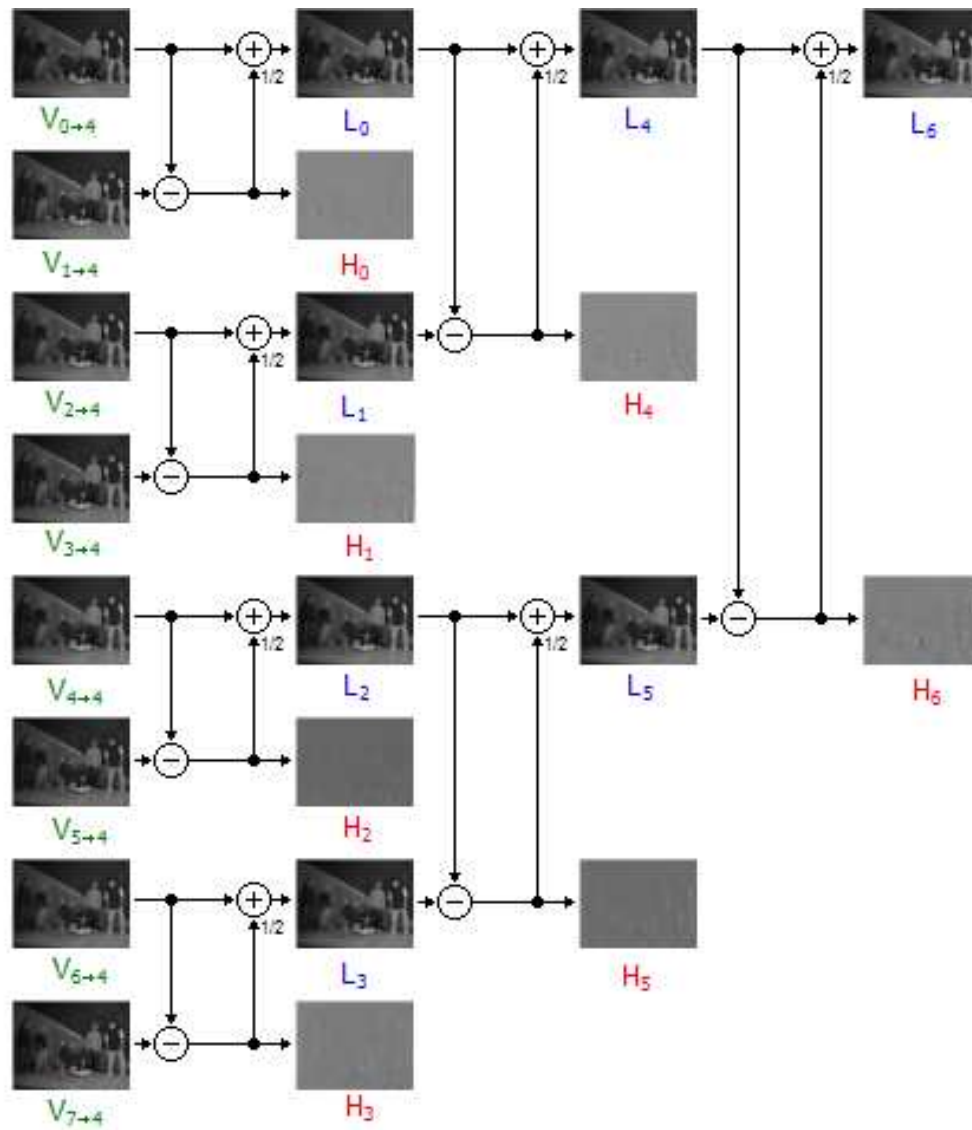 + + +
1/2 1/2 1/2
V₀→₄ L₀ L₄ L₆
−
V₁→₄ H₀
+ −
1/2
V₂→₄ L₁ H₄
−
V₃→₄ H₁
+ + −
1/2 1/2
V₄→₄ L₂ L₅ H₆
−
V₅→₄ H₂
+ −
1/2
V₆→₄ L₃ H₅
−
V₇→₄ H₃